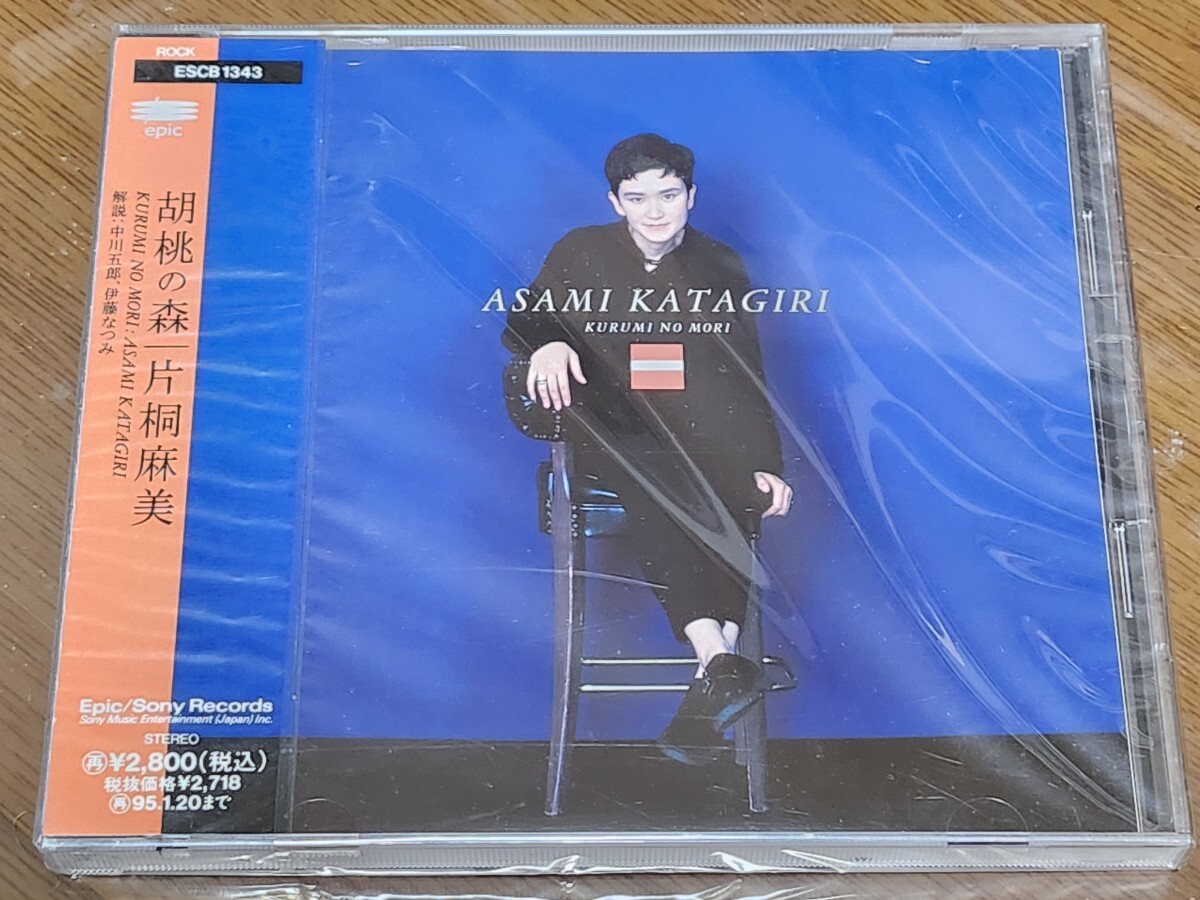 ROCK
ESCB 1343
epic
胡桃の森│片桐麻美
KURUMI NO MORI: ASAMI KATAGIRI
解説:中川五郎、伊藤なつみ
Epic/Sony Records
Sony Music Entertainment (Japan) Inc.
STEREO
再¥2,800(税込)
税抜価格¥2,718
再95.1.20まで
ASAMI KATAGIRI
KURUMI NO MORI